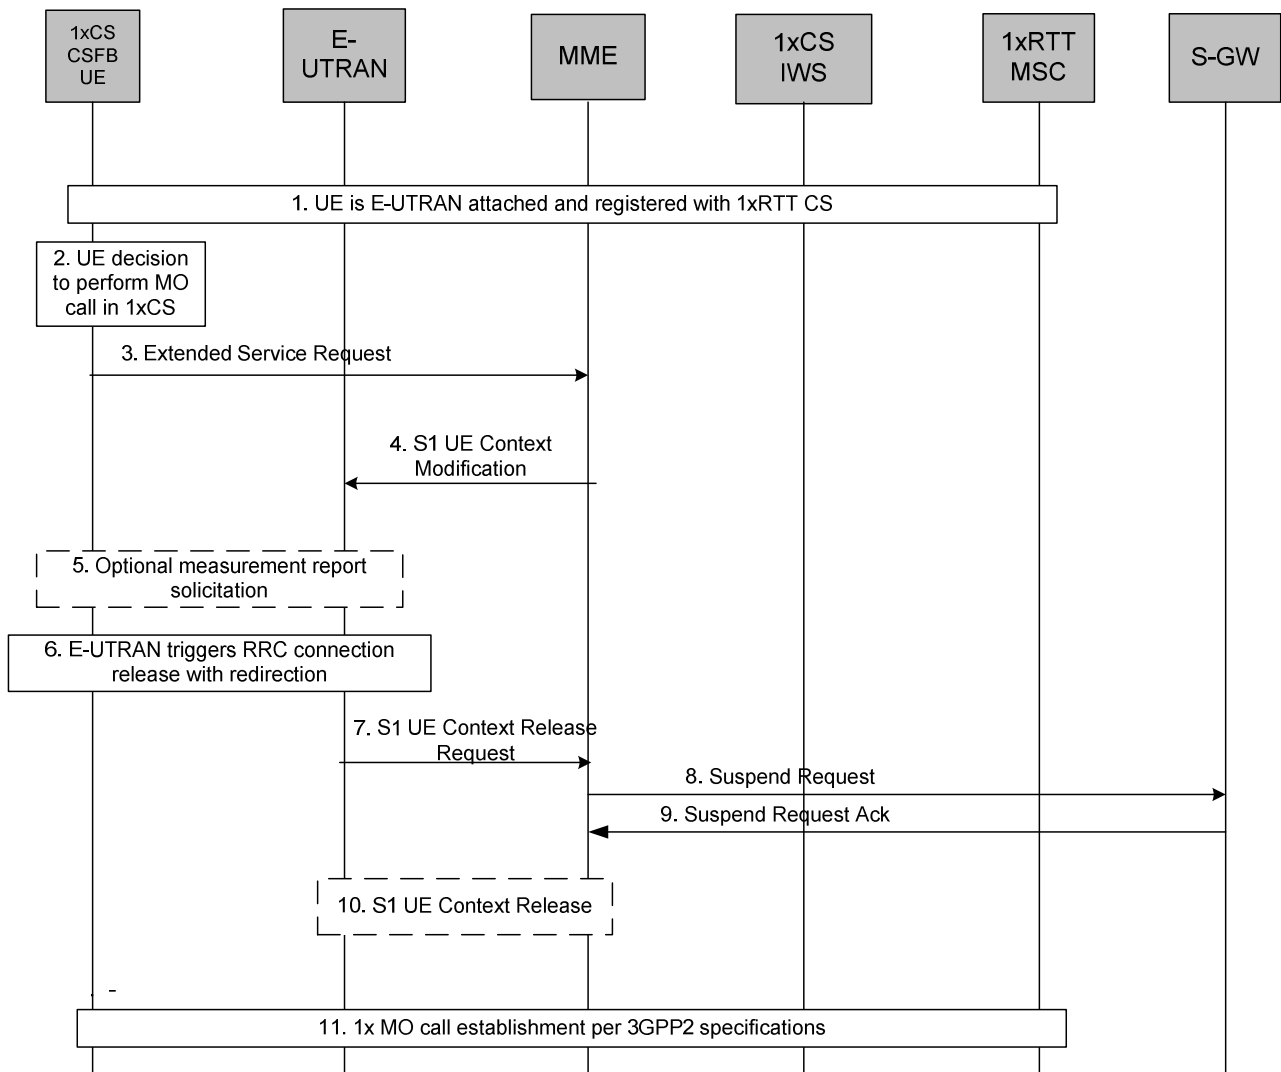 1xCS
CSFB
UE
E-
UTRAN
MME
1xCS
IWS
1xRTT
MSC
S-GW
1. UE is E-UTRAN attached and registered with 1xRTT CS
2. UE decision
to perform MO
call in 1xCS
3. Extended Service Request
4. S1 UE Context
Modification
5. Optional measurement report
solicitation
6. E-UTRAN triggers RRC connection
release with redirection
7. S1 UE Context Release
Request
8. Suspend Request
9. Suspend Request Ack
10. S1 UE Context Release
11. 1x MO call establishment per 3GPP2 specifications